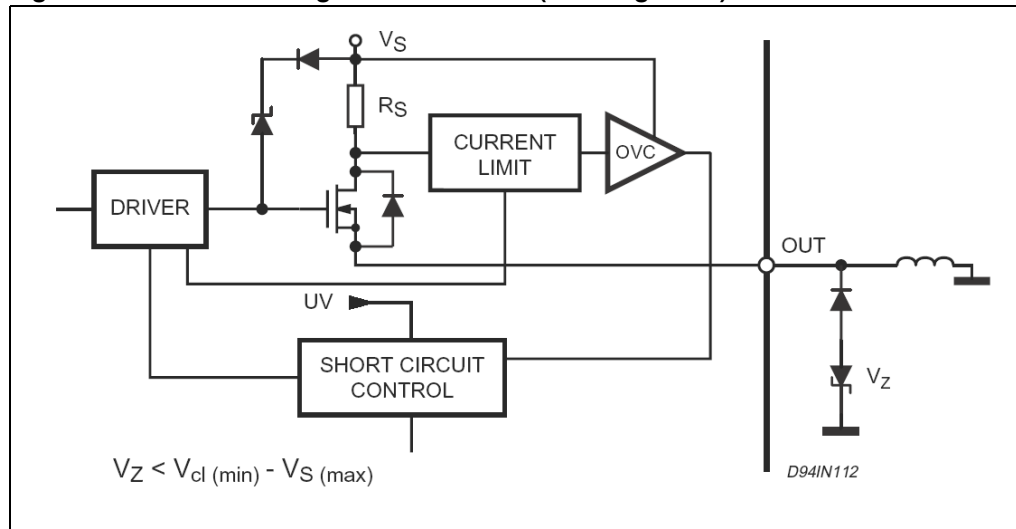 V_S
R_S
CURRENT
LIMIT
OVC
DRIVER
OUT
UV
SHORT CIRCUIT
CONTROL
V_Z
V_Z < V_cl (min) - V_S (max)
D94IN112